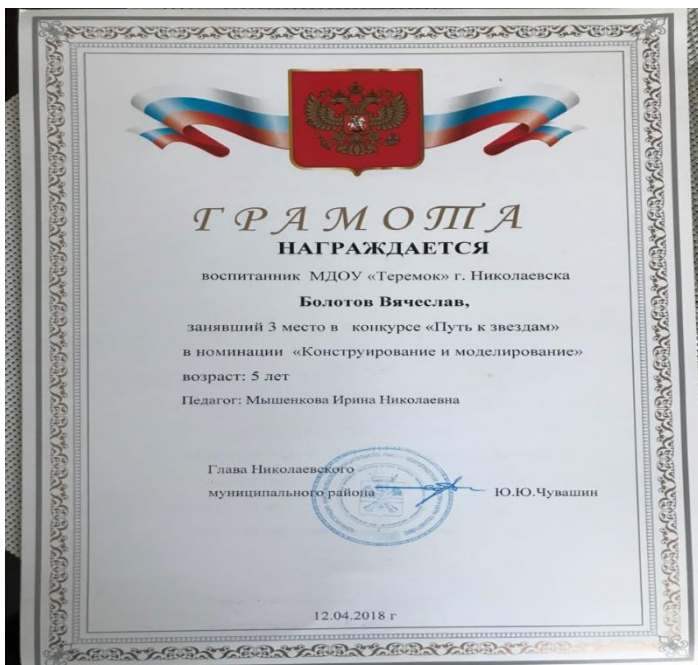 ГРАМОТА
НАГРАЖДАЕТСЯ
воспитанник МДОУ «Теремок» г. Николаевска
Болотов Вячеслав,
занявший 3 место в конкурсе «Путь к звездам»
в номинации «Конструирование и моделирование»
возраст: 5 лет
Педагог: Мышенкова Ирина Николаевна
Глава Николаевского
муниципального района Ю.Ю.Чувашин
12.04.2018 г